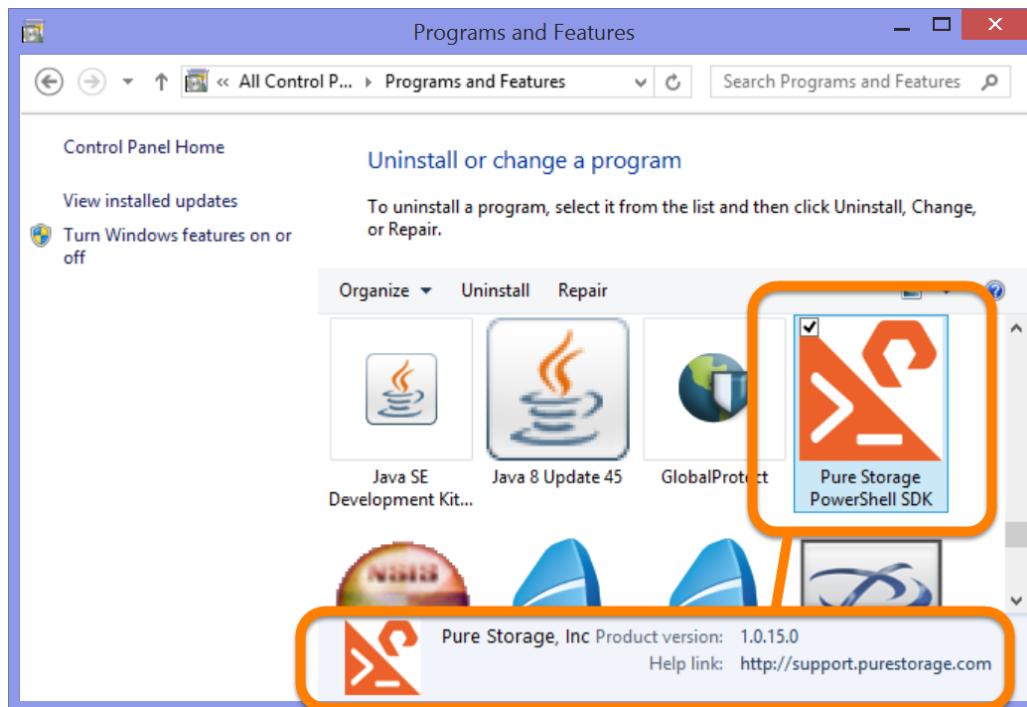 Programs and Features
« All Control P... ▸ Programs and Features
Search Programs and Features
Control Panel Home
View installed updates
Turn Windows features on or
off
Uninstall or change a program
To uninstall a program, select it from the list and then click Uninstall, Change,
or Repair.
Organize Uninstall Repair
Java SE
Development Kit...
Java 8 Update 45
GlobalProtect
Pure Storage
PowerShell SDK
NSIS
Pure Storage, Inc Product version: 1.0.15.0
Help link: http://support.purestorage.com